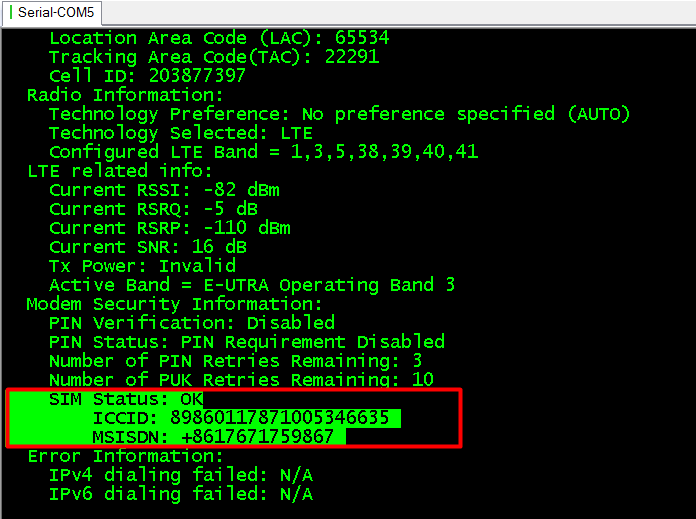 Serial-COM5
Location Area Code (LAC): 65534
Tracking Area Code(TAC): 22291
Cell ID: 203877397
Radio Information:
Technology Preference: No preference specified (AUTO)
Technology Selected: LTE
Configured LTE Band = 1,3,5,38,39,40,41
LTE related info:
Current RSSI: -82 dBm
Current RSRQ: -5 dB
Current RSRP: -110 dBm
Current SNR: 16 dB
Tx Power: Invalid
Active Band = E-UTRA Operating Band 3
Modem Security Information:
PIN Verification: Disabled
PIN Status: PIN Requirement Disabled
Number of PIN Retries Remaining: 3
Number of PUK Retries Remaining: 10
SIM Status: OK
ICCID: 89860117871005346635
MSISDN: +8617671759867
Error Information:
IPv4 dialing failed: N/A
IPv6 dialing failed: N/A